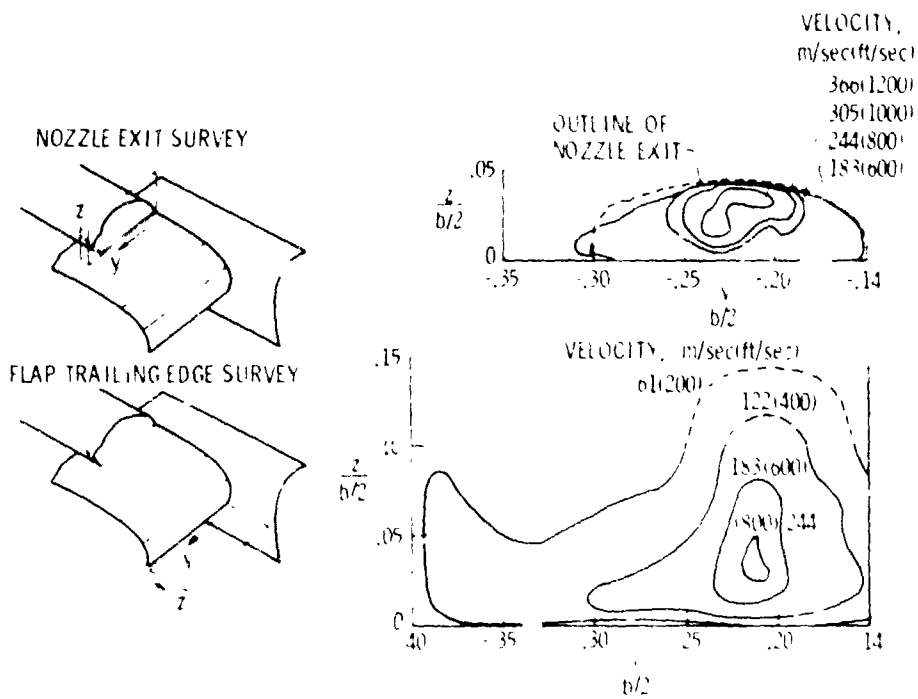 VELOCITY,
m/sec(ft/sec)
366(1200)
305(1000)
244(800)
183(600)
NOZZLE EXIT SURVEY
OUTLINE OF
NOZZLE EXIT
.05
z
b/2
0
-.35
-.30
-.25
-.20
-.14
y
b/2
z
y
FLAP TRAILING EDGE SURVEY
VELOCITY, m/sec(ft/sec)
61(200)
122(400)
183(600)
(800) 244
.15
z
b/2
.05
0
.40
-.35
.30
.25
.20
.14
b/2
z